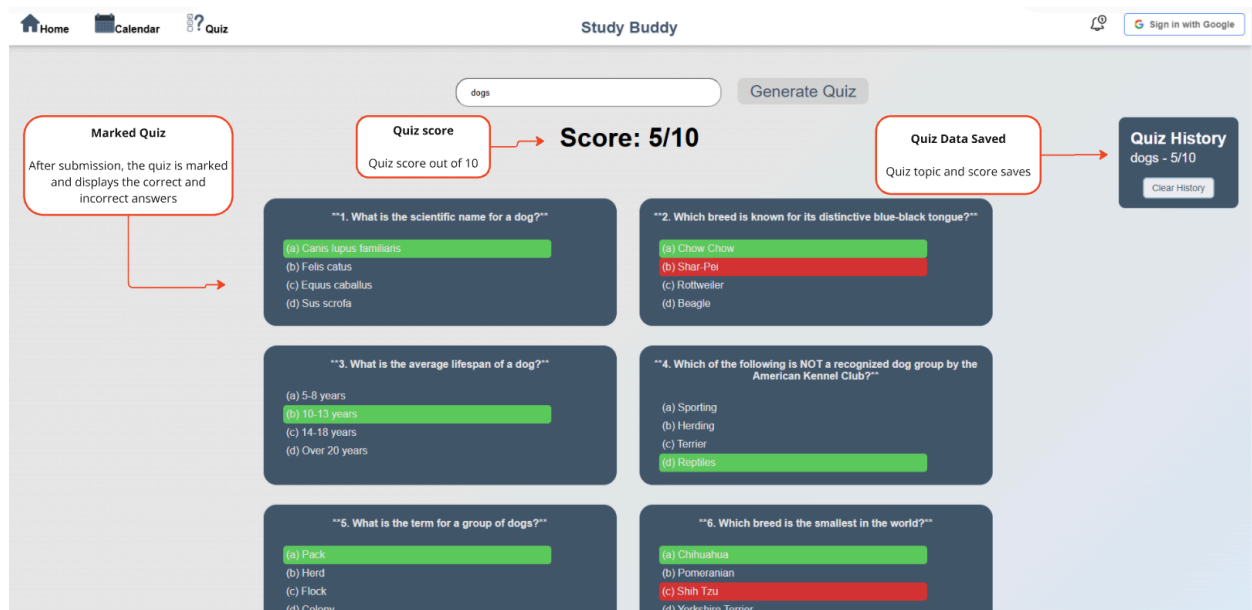 Home
Calendar
Quiz
Study Buddy
Sign in with Google
dogs
Generate Quiz
Marked Quiz
After submission, the quiz is marked
and displays the correct and
incorrect answers
Quiz score
Quiz score out of 10
Score: 5/10
Quiz Data Saved
Quiz topic and score saves
Quiz History
dogs - 5/10
Clear History
**1. What is the scientific name for a dog?**
(a) Canis lupus familiaris
(b) Felis catus
(c) Equus caballus
(d) Sus scrofa
**2. Which breed is known for its distinctive blue-black tongue?**
(a) Chow Chow
(b) Shar-Pei
(c) Rottweiler
(d) Beagle
**3. What is the average lifespan of a dog?**
(a) 5-8 years
(b) 10-13 years
(c) 14-18 years
(d) Over 20 years
**4. Which of the following is NOT a recognized dog group by the
American Kennel Club?**
(a) Sporting
(b) Herding
(c) Terrier
(d) Reptiles
**5. What is the term for a group of dogs?**
(a) Pack
(b) Herd
(c) Flock
(d) Colony
**6. Which breed is the smallest in the world?**
(a) Chihuahua
(b) Pomeranian
(c) Shih Tzu
(d) Yorkshire Terrier